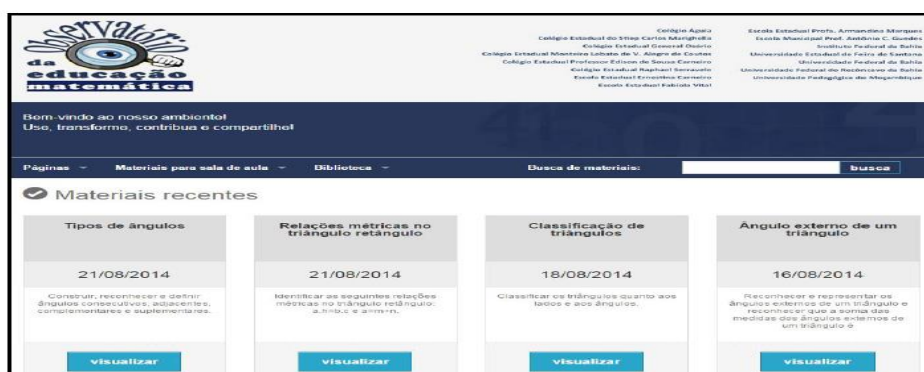 observatório
da
educação
matemática
Colégio Ágora
Colégio Estadual do Stiep Carlos Marighella
Colégio Estadual General Osório
Colégio Estadual Monteiro Lobato de V. Alegre de Coutos
Colégio Estadual Professor Edison de Souza Carneiro
Colégio Estadual Raphael Serravale
Escola Estadual Ernestina Carneiro
Escola Estadual Fabíola Vital
Escola Estadual Profa. Armandina Marques
Escola Municipal Prof. Antônio C. Guedes
Instituto Federal da Bahia
Universidade Estadual de Feira de Santana
Universidade Federal da Bahia
Universidade Federal do Recôncavo da Bahia
Universidade Pedagógica de Moçambique
Bem-vindo ao nosso ambiente!
Use, transforme, contribua e compartilhe!
Páginas Materiais para sala de aula Biblioteca Busca de materiais: busca
Materiais recentes
Tipos de ângulos
21/08/2014
Construir, reconhecer e definir
ângulos consecutivos, adjacentes,
complementares e suplementares.
visualizar
Relações métricas no
triângulo retângulo
21/08/2014
Identificar as seguintes relações
métricas no triângulo retângulo:
a.h=b.c e a=m+n.
visualizar
Classificação de
triângulos
18/08/2014
Classificar os triângulos quanto aos
lados e aos ângulos.
visualizar
Ângulo externo de um
triângulo
16/08/2014
Reconhecer e representar os
ângulos externos de um triângulo e
reconhecer que a soma das
medidas dos ângulos externos de
um triângulo é
visualizar